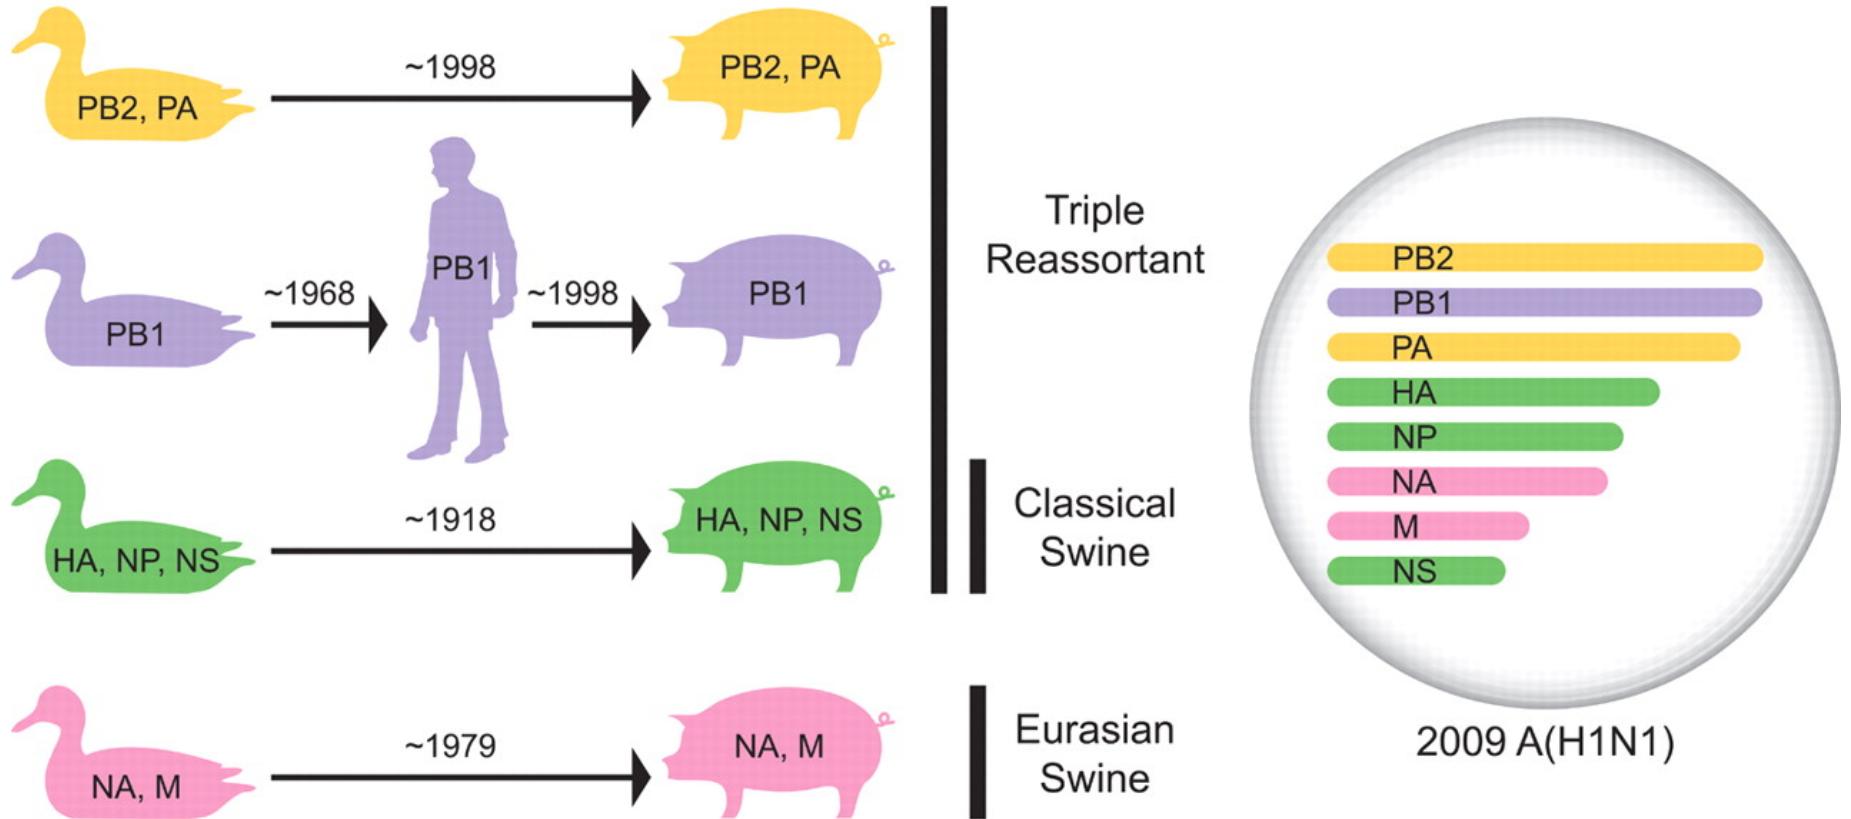 PB2, PA
~1998
PB2, PA
PB1
~1968
PB1
~1998
PB1
HA, NP, NS
~1918
HA, NP, NS
NA, M
~1979
NA, M
Triple
Reassortant
Classical
Swine
Eurasian
Swine
PB2
PB1
PA
HA
NP
NA
M
NS
2009 A(H1N1)